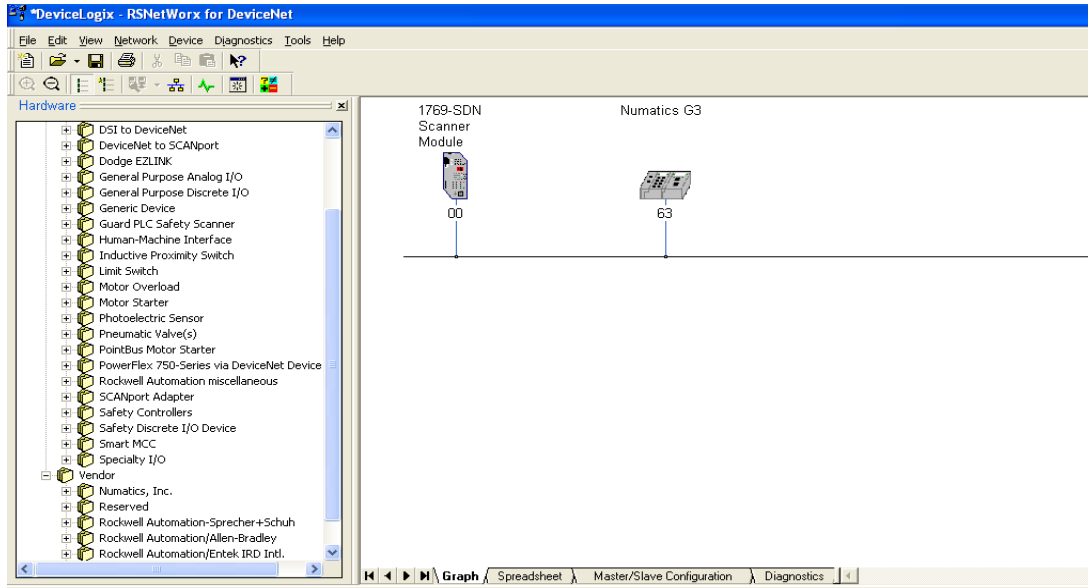 *DeviceLogix - RSNetWorx for DeviceNet
File Edit View Network Device Diagnostics Tools Help
Hardware
DSI to DeviceNet
DeviceNet to SCANport
Dodge EZLINK
General Purpose Analog I/O
General Purpose Discrete I/O
Generic Device
Guard PLC Safety Scanner
Human-Machine Interface
Inductive Proximity Switch
Limit Switch
Motor Overload
Motor Starter
Photoelectric Sensor
Pneumatic Valve(s)
PointBus Motor Starter
PowerFlex 750-Series via DeviceNet Device
Rockwell Automation miscellaneous
SCANport Adapter
Safety Controllers
Safety Discrete I/O Device
Smart MCC
Specialty I/O
Vendor
Numatics, Inc.
Reserved
Rockwell Automation-Sprecher+Schuh
Rockwell Automation/Allen-Bradley
Rockwell Automation/Entek IRD Intl.
1769-SDN
Scanner
Module
00
Numatics G3
63
Graph Spreadsheet Master/Slave Configuration Diagnostics